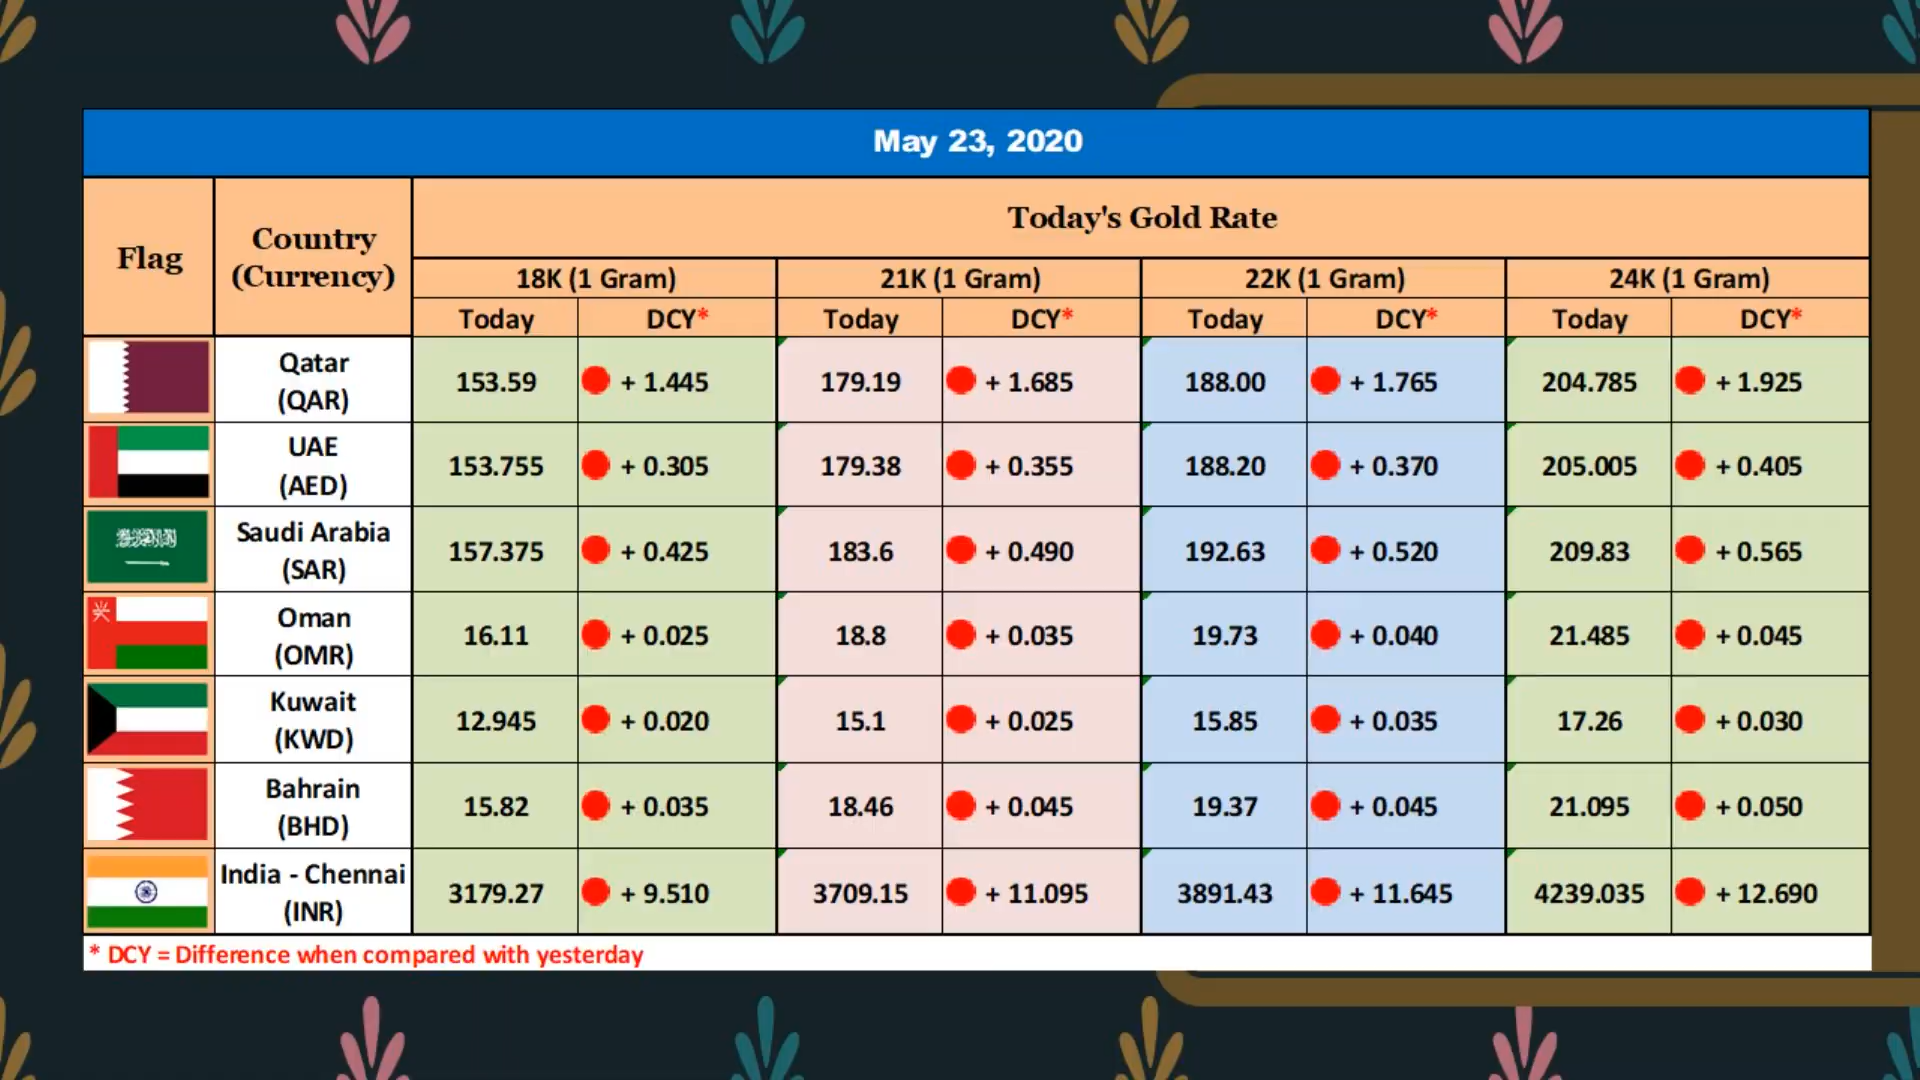 May 23, 2020
Flag
Country
(Currency)
Today's Gold Rate
18K (1 Gram) 21K (1 Gram) 22K (1 Gram) 24K (1 Gram)
Today DCY* Today DCY* Today DCY* Today DCY*
Qatar
(QAR)
153.59 + 1.445 179.19 + 1.685 188.00 + 1.765 204.785 + 1.925
UAE
(AED)
153.755 + 0.305 179.38 + 0.355 188.20 + 0.370 205.005 + 0.405
Saudi Arabia
(SAR)
157.375 + 0.425 183.6 + 0.490 192.63 + 0.520 209.83 + 0.565
Oman
(OMR)
16.11 + 0.025 18.8 + 0.035 19.73 + 0.040 21.485 + 0.045
Kuwait
(KWD)
12.945 + 0.020 15.1 + 0.025 15.85 + 0.035 17.26 + 0.030
Bahrain
(BHD)
15.82 + 0.035 18.46 + 0.045 19.37 + 0.045 21.095 + 0.050
India - Chennai
(INR)
3179.27 + 9.510 3709.15 + 11.095 3891.43 + 11.645 4239.035 + 12.690
* DCY = Difference when compared with yesterday